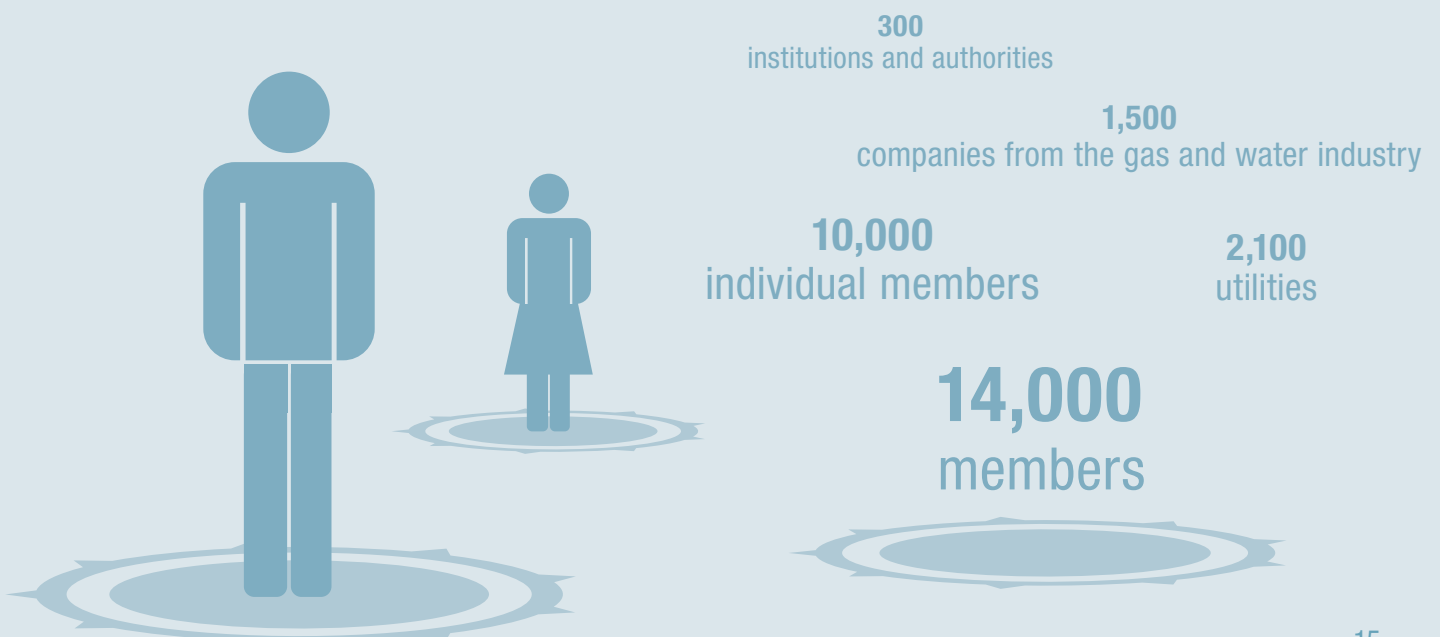 300
institutions and authorities
1,500
companies from the gas and water industry
10,000
individual members
2,100
utilities
14,000
members
15